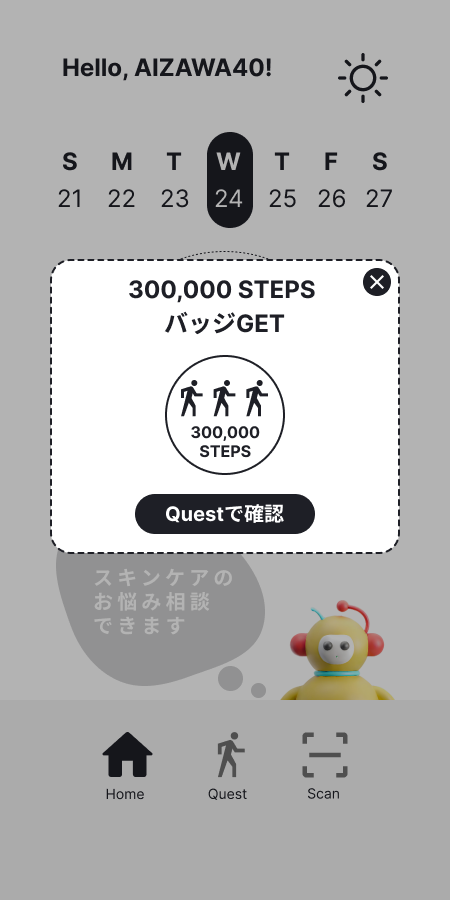 Hello, AIZAWA40!
S M T W T F S
21 22 23 24 25 26 27
300,000 STEPS
バッジGET
300,000
STEPS
Questで確認
スキンケアの
お悩み相談
できます
Home Quest Scan